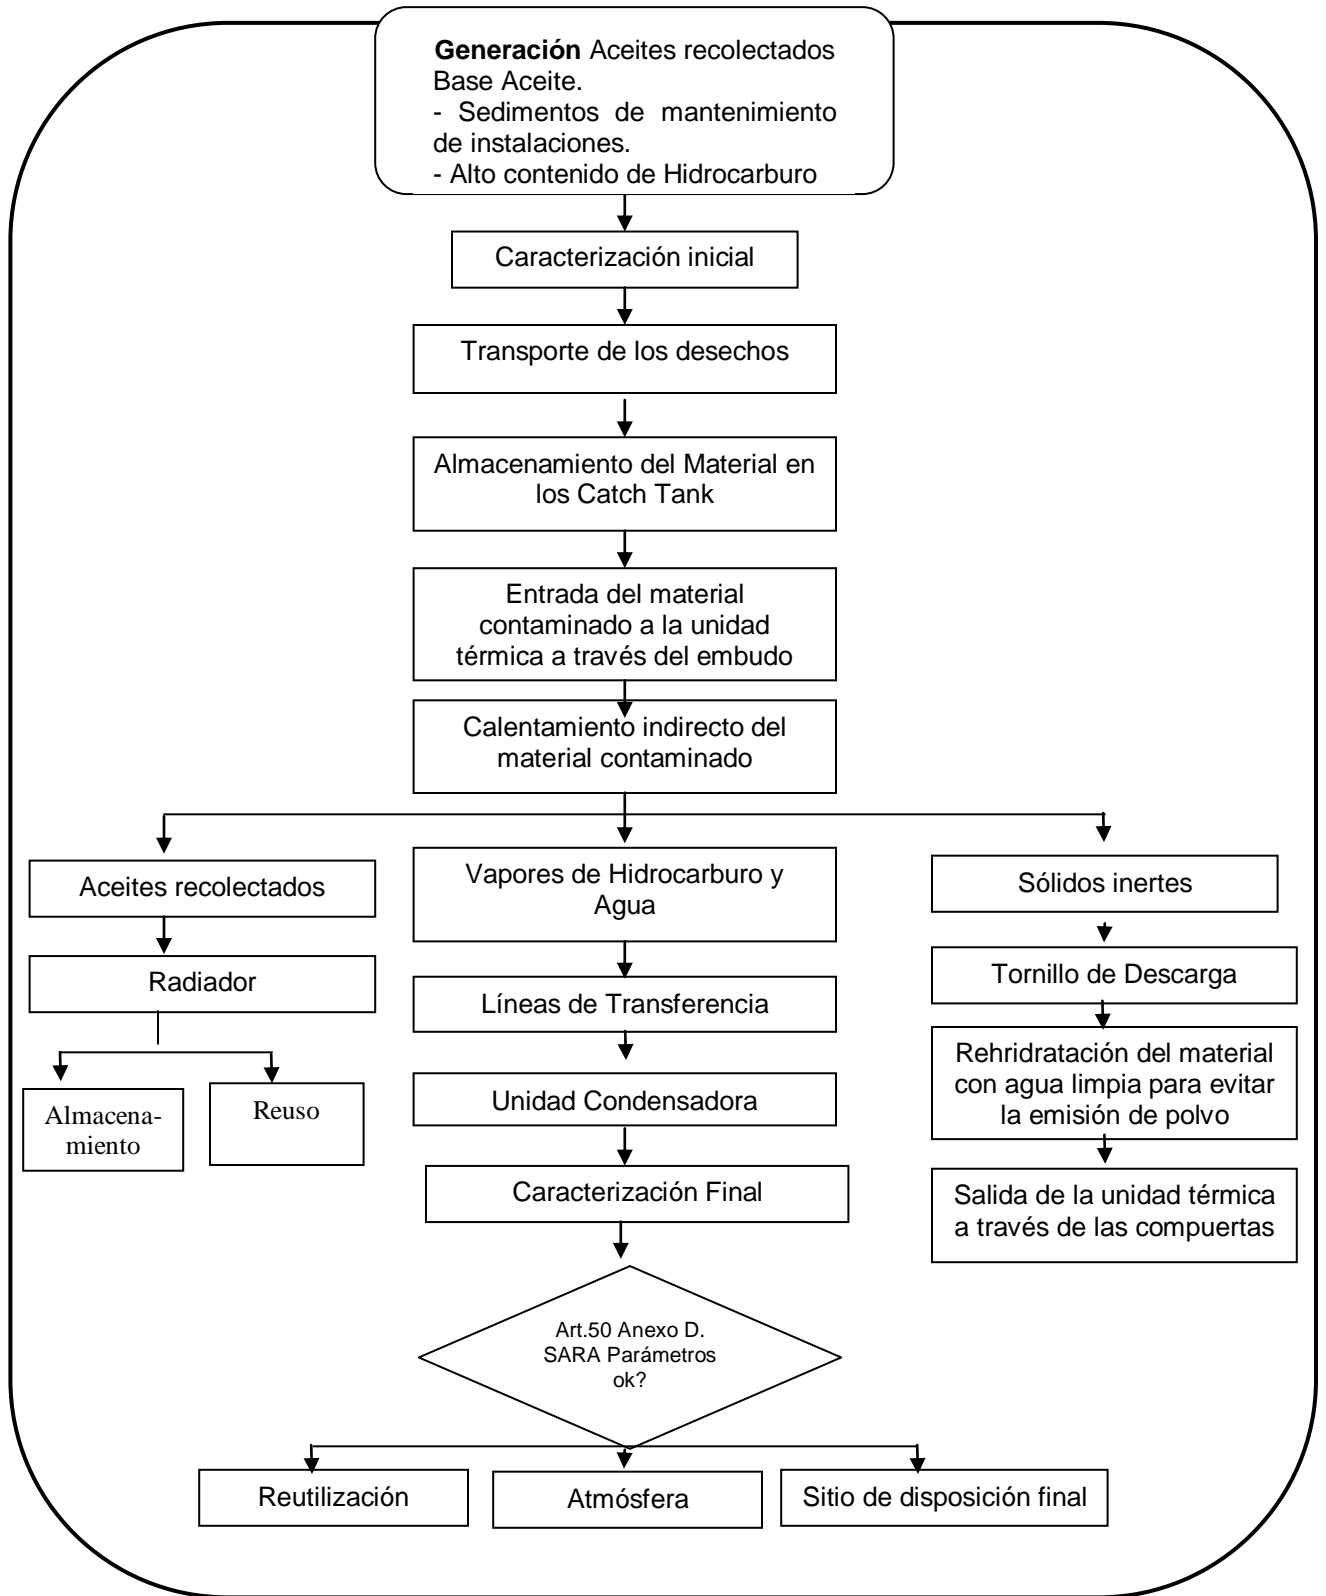 Generación Aceites recolectados
Base Aceite.
- Sedimentos de mantenimiento
de instalaciones.
- Alto contenido de Hidrocarburo
Caracterización inicial
Transporte de los desechos
Almacenamiento del Material en
los Catch Tank
Entrada del material
contaminado a la unidad
térmica a través del embudo
Calentamiento indirecto del
material contaminado
Aceites recolectados
Radiador
Almacena-
miento
Reuso
Vapores de Hidrocarburo y
Agua
Líneas de Transferencia
Unidad Condensadora
Caracterización Final
Sólidos inertes
Tornillo de Descarga
Rehridratación del material
con agua limpia para evitar
la emisión de polvo
Salida de la unidad térmica
a través de las compuertas
Art.50 Anexo D.
SARA Parámetros
ok?
Reutilización
Atmósfera
Sitio de disposición final